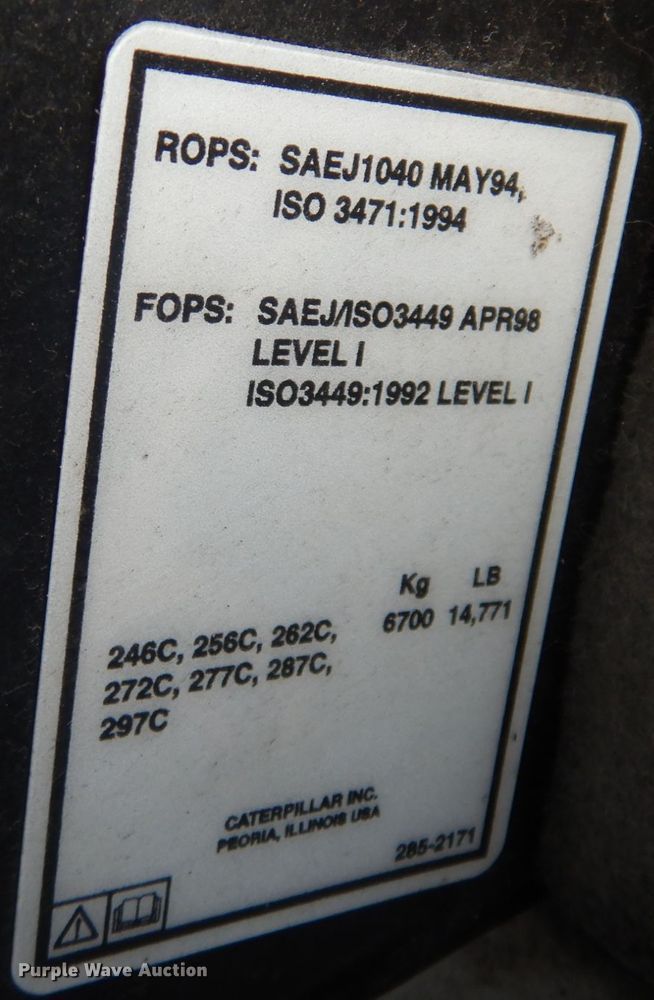 ROPS: SAEJ1040 MAY94,
ISO 3471:1994
FOPS: SAEJ/ISO3449 APR98
LEVEL I
ISO3449:1992 LEVEL I
Kg LB
246C, 256C, 262C, 6700 14,771
272C, 277C, 287C,
297C
CATERPILLAR INC.
PEORIA, ILLINOIS USA
285-2171
Purple Wave Auction